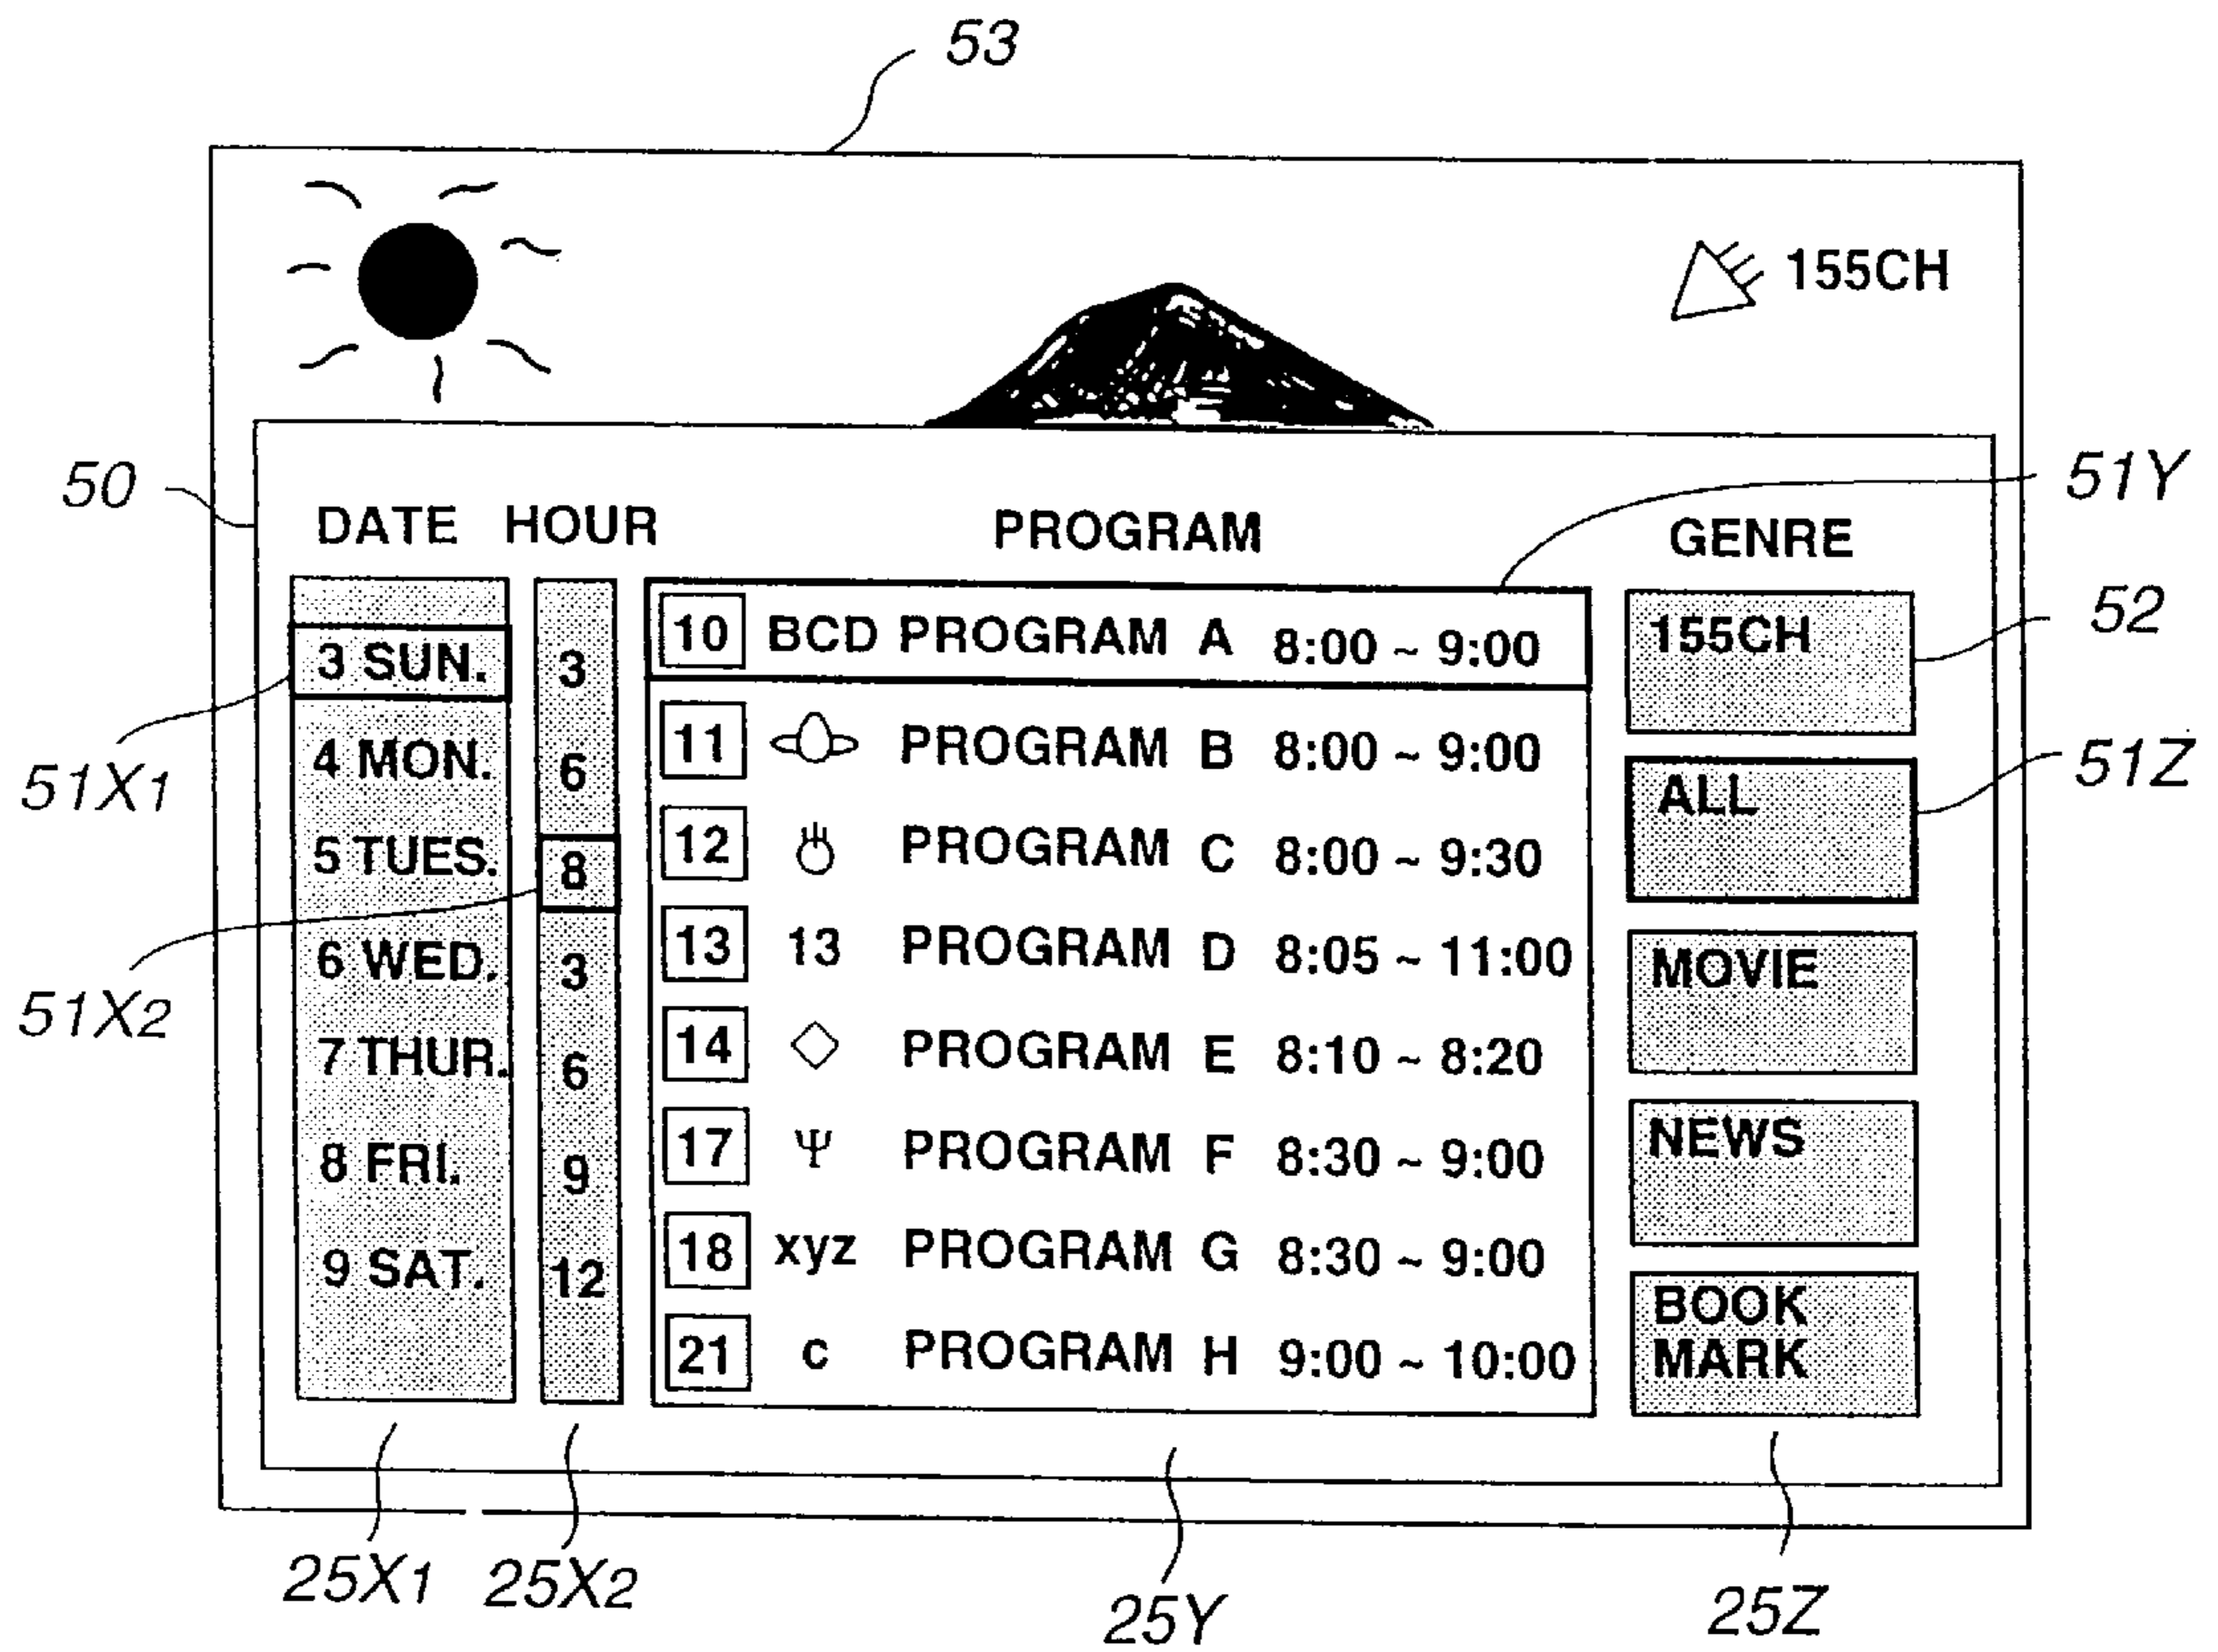 53
155CH
50
51Y
DATE HOUR PROGRAM GENRE
10 BCD PROGRAM A 8:00 ~ 9:00
11 PROGRAM B 8:00 ~ 9:00
12 PROGRAM C 8:00 ~ 9:30
13 13 PROGRAM D 8:05 ~ 11:00
14 PROGRAM E 8:10 ~ 8:20
17 Ψ PROGRAM F 8:30 ~ 9:00
18 xyz PROGRAM G 8:30 ~ 9:00
21 c PROGRAM H 9:00 ~ 10:00
3 SUN.
4 MON.
5 TUES.
6 WED.
7 THUR.
8 FRI.
9 SAT.
3
6
8
3
6
9
12
155CH
ALL
MOVIE
NEWS
BOOK
MARK
52
51Z
51X1
51X2
25X1 25X2 25Y 25Z